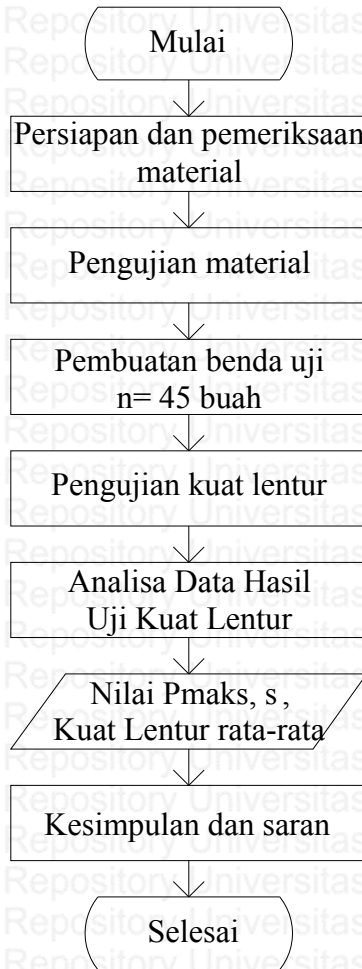 Mulai
Persiapan dan pemeriksaan
material
Pengujian material
Pembuatan benda uji
n= 45 buah
Pengujian kuat lentur
Analisa Data Hasil
Uji Kuat Lentur
Nilai Pmaks, s ,
Kuat Lentur rata-rata
Kesimpulan dan saran
Selesai